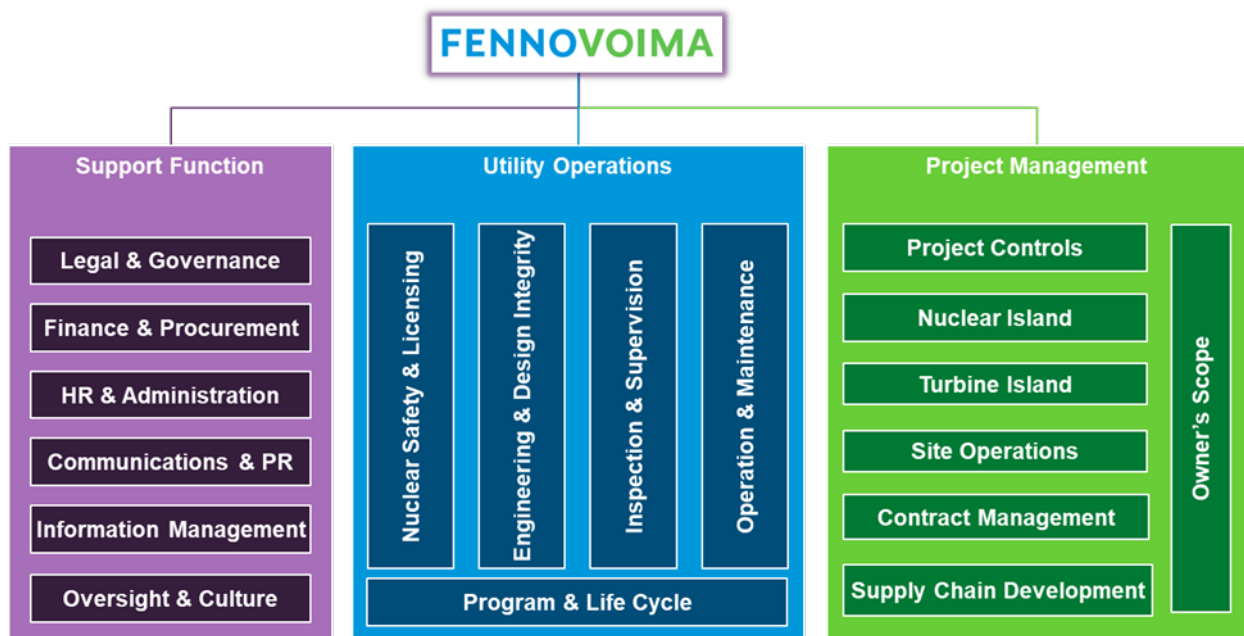 FENNOVOIMA
Support Function
Legal & Governance
Finance & Procurement
HR & Administration
Communications & PR
Information Management
Oversight & Culture
Utility Operations
Nuclear Safety & Licensing
Engineering & Design Integrity
Inspection & Supervision
Operation & Maintenance
Program & Life Cycle
Project Management
Project Controls
Nuclear Island
Turbine Island
Site Operations
Contract Management
Supply Chain Development
Owner’s Scope